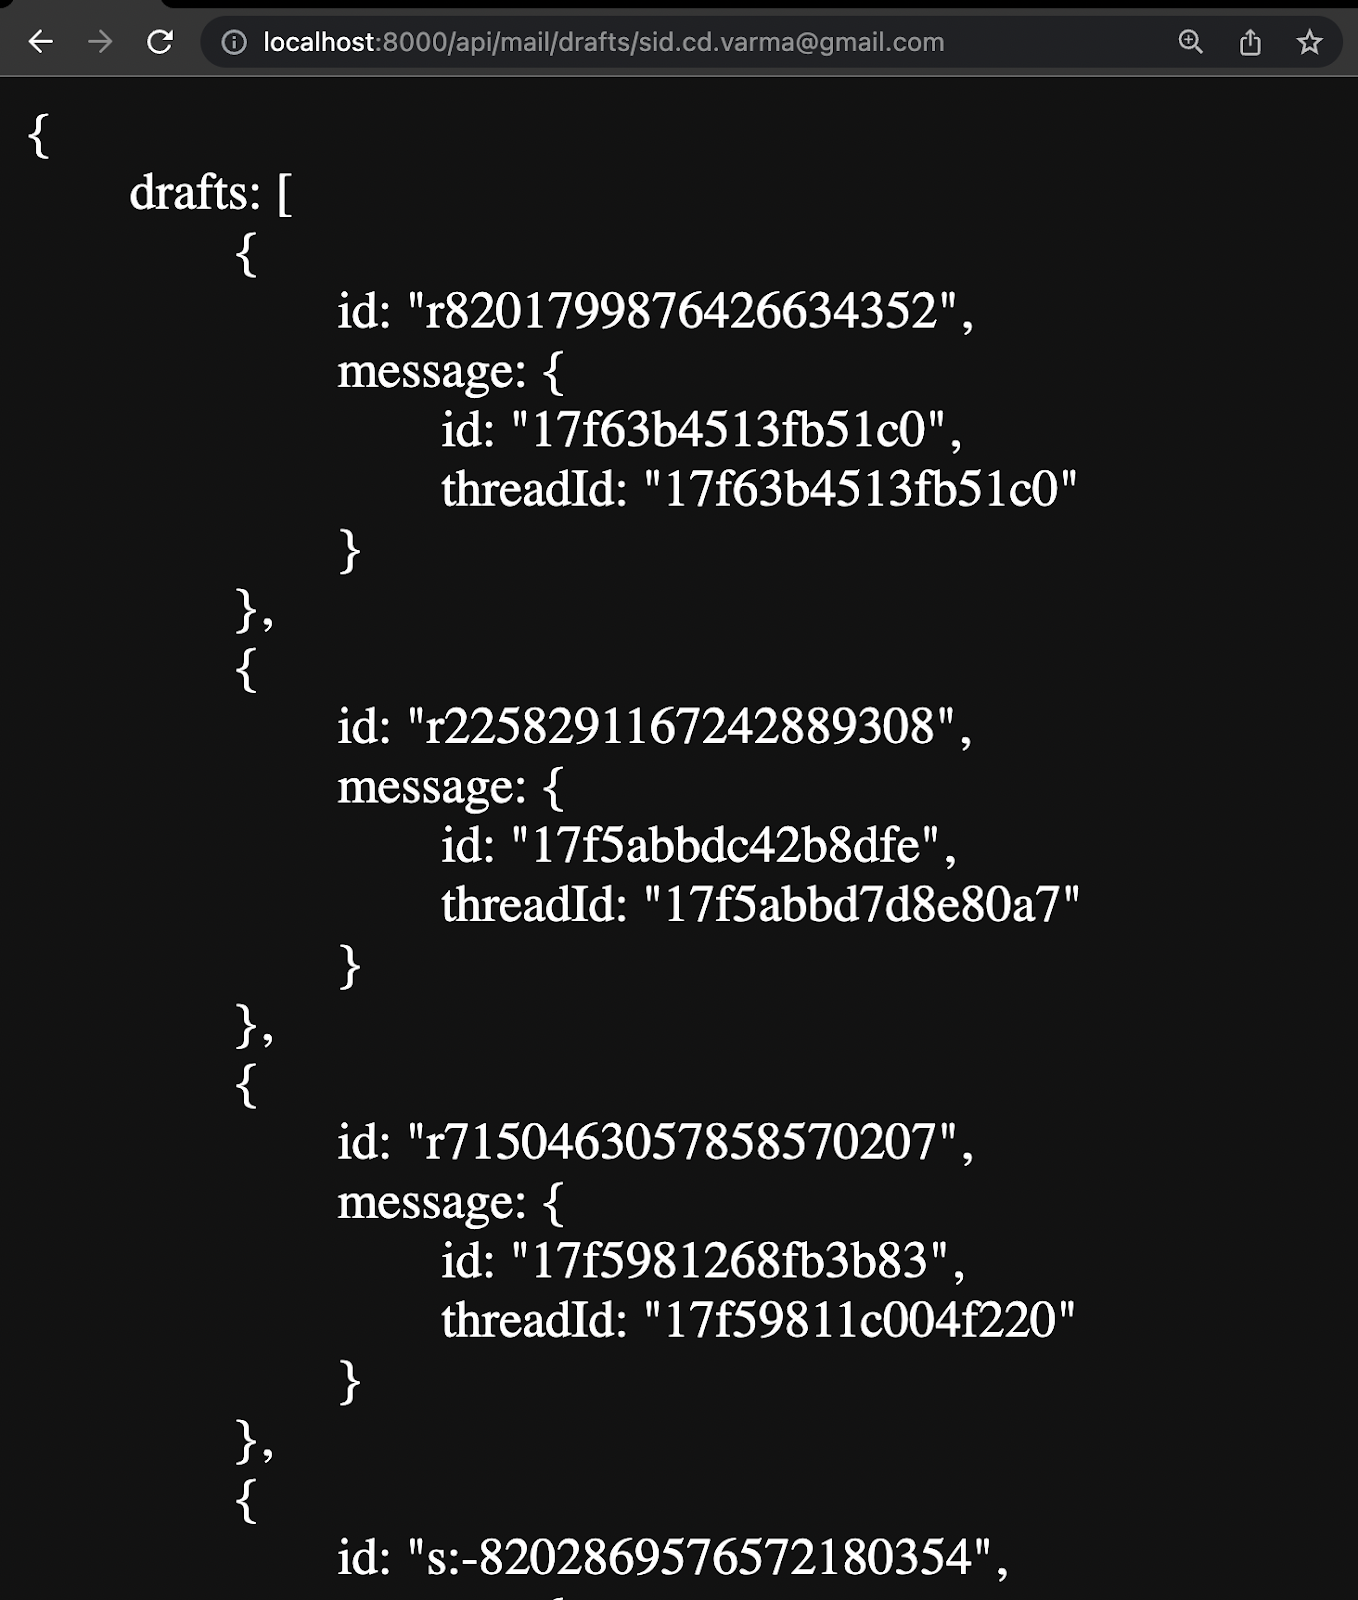 localhost:8000/api/mail/drafts/sid.cd.varma@gmail.com
{
drafts: [
{
id: "r8201799876426634352",
message: {
id: "17f63b4513fb51c0",
threadId: "17f63b4513fb51c0"
}
},
{
id: "r2258291167242889308",
message: {
id: "17f5abbdc42b8dfe",
threadId: "17f5abbd7d8e80a7"
}
},
{
id: "r7150463057858570207",
message: {
id: "17f5981268fb3b83",
threadId: "17f59811c004f220"
}
},
{
id: "s:-8202869576572180354",